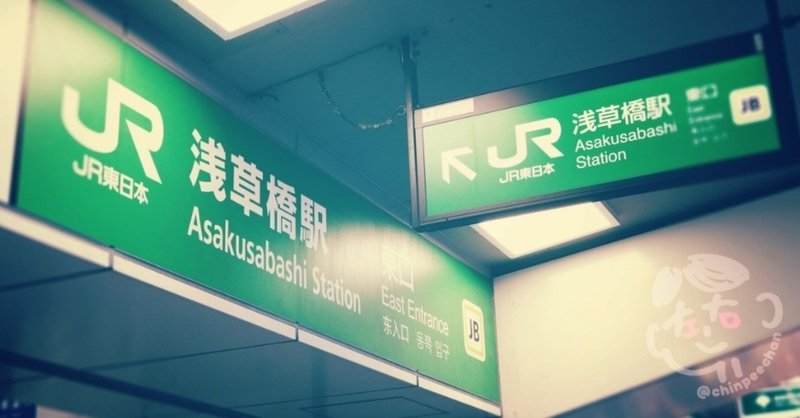 JR
JR東日本
浅草橋駅
Asakusabashi Station
東口
East Entrance
东入口 동쪽 입구
JB
JR
JR東日本
浅草橋駅
Asakusabashi
Station
東口
East
Entrance
JB
@chinpeechan